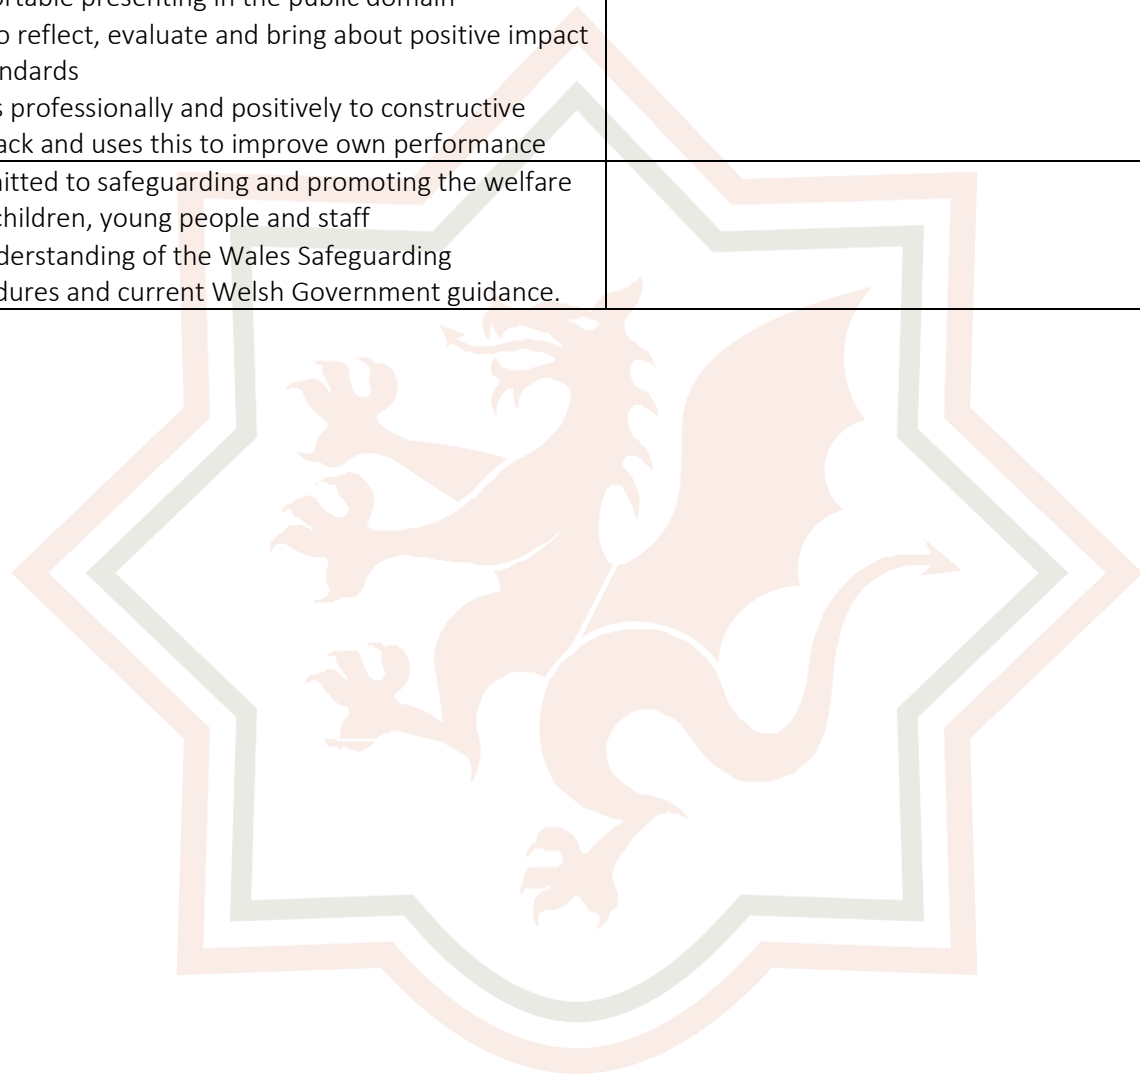 rtable presenting in the public domain
o reflect, evaluate and bring about positive impact
ndards
s professionally and positively to constructive
ack and uses this to improve own performance
itted to safeguarding and promoting the welfare
children, young people and staff
derstanding of the Wales Safeguarding
dures and current Welsh Government guidance.